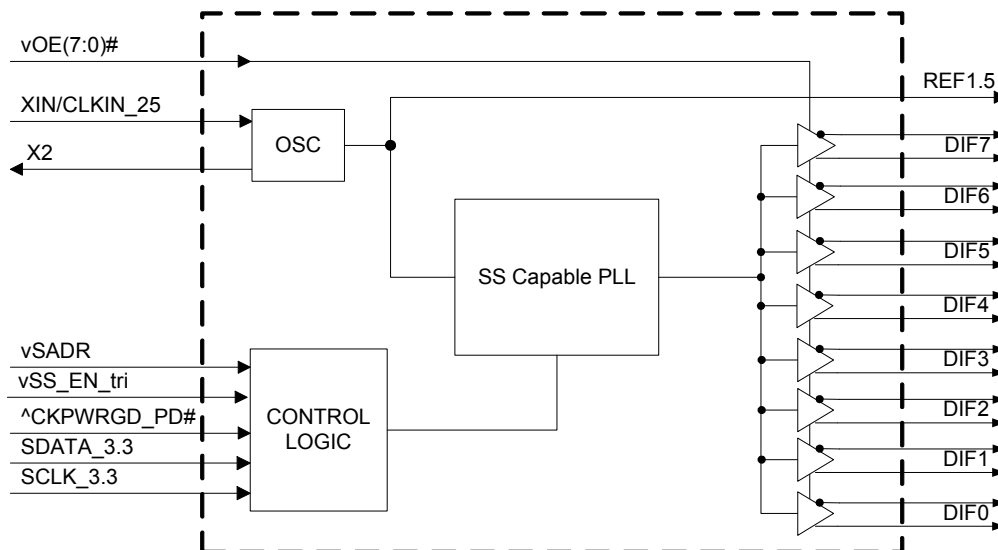 vOE(7:0)#
REF1.5
XIN/CLKIN_25
OSC
X2
DIF7
DIF6
SS Capable PLL
DIF5
DIF4
vSADR
DIF3
vSS_EN_tri
^CKPWRGD_PD#
CONTROL
LOGIC
DIF2
SDATA_3.3
DIF1
SCLK_3.3
DIF0